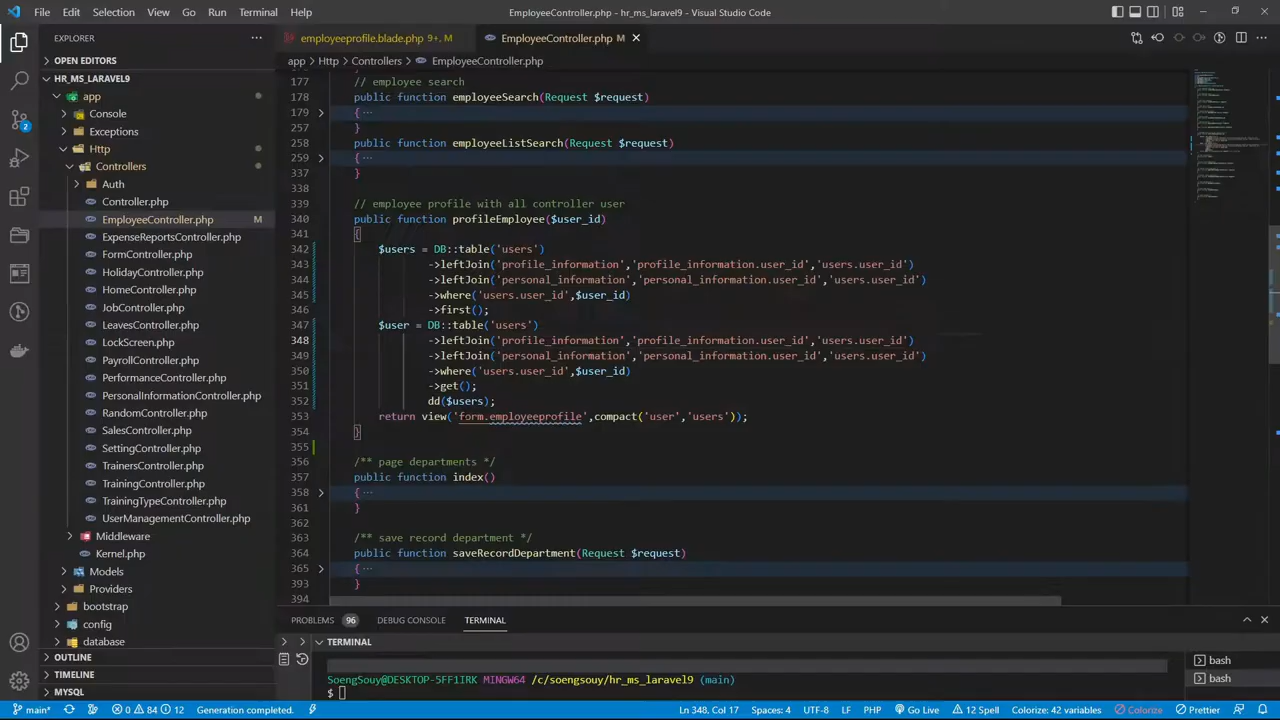 File Edit Selection View Go Run Terminal Help
EmployeeController.php - hr_ms_laravel9 - Visual Studio Code
EXPLORER
employeeprofile.blade.php 9+, M
EmployeeController.php M
OPEN EDITORS
app > Http > Controllers > EmployeeController.php
HR_MS_LARAVEL9
app
Console
Exceptions
Http
Controllers
Auth
Controller.php
EmployeeController.php M
ExpenseReportsController.php
FormController.php
HolidayController.php
HomeController.php
JobController.php
LeavesController.php
LockScreen.php
PayrollController.php
PerformanceController.php
PersonalInformationController.php
RandomController.php
SalesController.php
SettingController.php
TrainersController.php
TrainingController.php
TrainingTypeController.php
UserManagementController.php
Middleware
Kernel.php
Models
Providers
bootstrap
config
database
OUTLINE
TIMELINE
MYSQL
177 // employee search
178 public function employeeSearch(Request $request)
179 { ...
257 }
258 public function employee (Request $request)
259 { ...
337 }
338
339 // employee profile with all controller user
340 public function profileEmployee($user_id)
341 {
342 $users = DB::table('users')
343 ->leftJoin('profile_information','profile_information.user_id','users.user_id')
344 ->leftJoin('personal_information','personal_information.user_id','users.user_id')
345 ->where('users.user_id',$user_id)
346 ->first();
347 $user = DB::table('users')
348 ->leftJoin('profile_information','profile_information.user_id','users.user_id')
349 ->leftJoin('personal_information','personal_information.user_id','users.user_id')
350 ->where('users.user_id',$user_id)
351 ->get();
352 dd($users);
353 return view('form.employeeprofile',compact('user','users'));
354 }
355
356 /** page departments */
357 public function index()
358 { ...
361 }
362
363 /** save record department */
364 public function saveRecordDepartment(Request $request)
365 { ...
393 }
394
PROBLEMS 96 DEBUG CONSOLE TERMINAL
TERMINAL
SoengSouy@DESKTOP-5FF1IRK MINGW64 /c/soengsouy/hr_ms_laravel9 (main)
$
bash
bash
2
main* 0 84 12 Generation completed.
Ln 348, Col 17 Spaces: 4 UTF-8 LF PHP Go Live 12 Spell Colorize: 42 variables Colorize Prettier